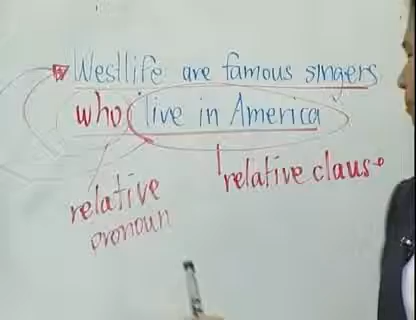 Westlife are famous singers
who live in America
relative clause
relative
pronoun